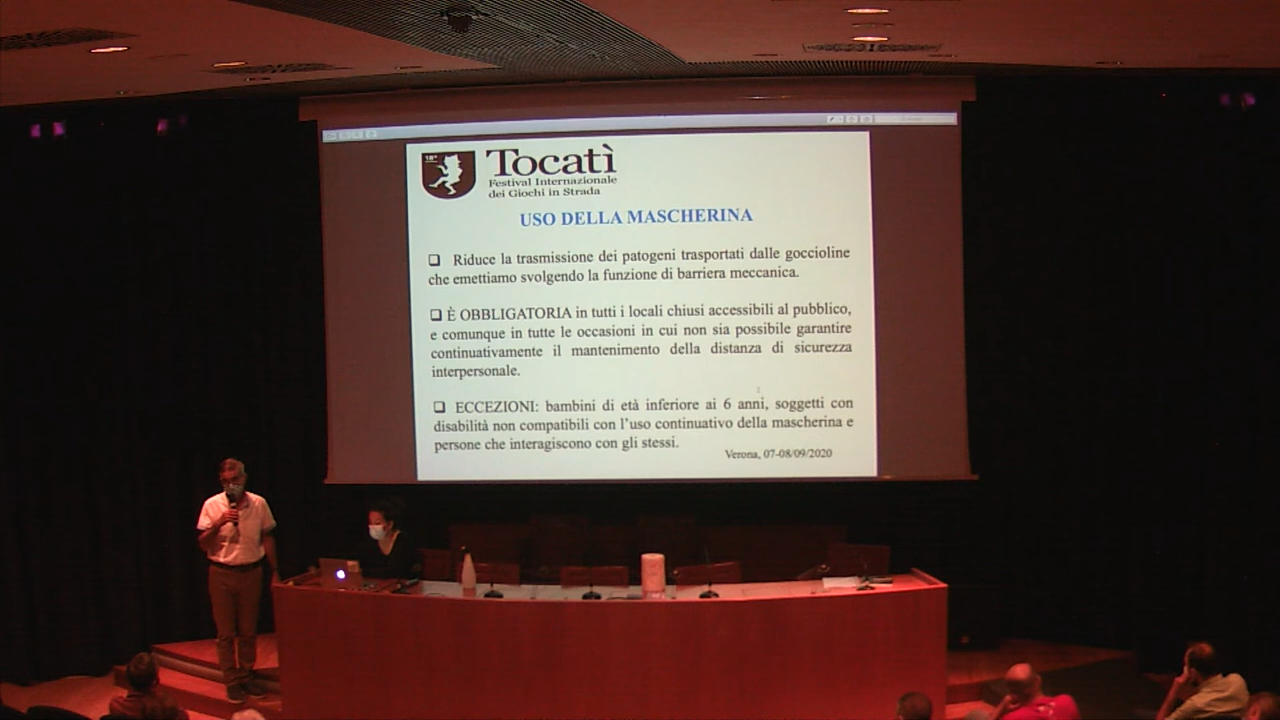 18°
Tocatì
Festival Internazionale
dei Giochi in Strada
USO DELLA MASCHERINA
❑ Riduce la trasmissione dei patogeni trasportati dalle goccioline
che emettiamo svolgendo la funzione di barriera meccanica.
❑ È OBBLIGATORIA in tutti i locali chiusi accessibili al pubblico,
e comunque in tutte le occasioni in cui non sia possibile garantire
continuativamente il mantenimento della distanza di sicurezza
interpersonale.
❑ ECCEZIONI: bambini di età inferiore ai 6 anni, soggetti con
disabilità non compatibili con l'uso continuativo della mascherina e
persone che interagiscono con gli stessi.
Verona, 07-08/09/2020